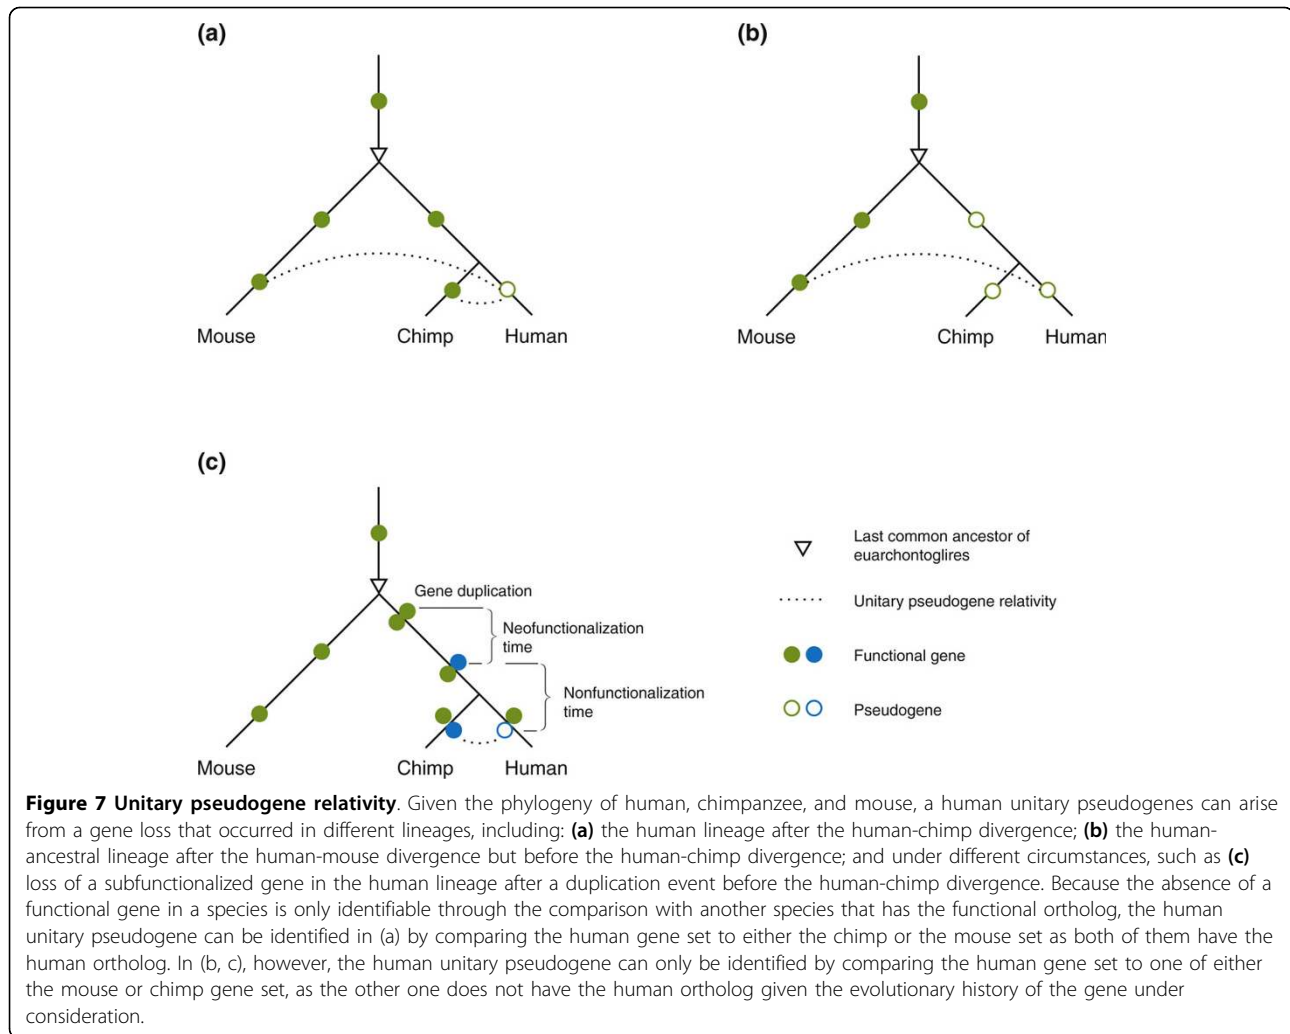 (a)
Mouse
Chimp
Human
(b)
Mouse
Chimp
Human
(c)
Gene duplication
Neofunctionalization
time
Nonfunctionalization
time
Mouse
Chimp
Human
Last common ancestor of
euarchontoglires
Unitary pseudogene relativity
Functional gene
Pseudogene
Figure 7 Unitary pseudogene relativity. Given the phylogeny of human, chimpanzee, and mouse, a human unitary pseudogenes can arise
from a gene loss that occurred in different lineages, including: (a) the human lineage after the human-chimp divergence; (b) the human-
ancestral lineage after the human-mouse divergence but before the human-chimp divergence; and under different circumstances, such as (c)
loss of a subfunctionalized gene in the human lineage after a duplication event before the human-chimp divergence. Because the absence of a
functional gene in a species is only identifiable through the comparison with another species that has the functional ortholog, the human
unitary pseudogene can be identified in (a) by comparing the human gene set to either the chimp or the mouse set as both of them have the
human ortholog. In (b, c), however, the human unitary pseudogene can only be identified by comparing the human gene set to one of either
the mouse or chimp gene set, as the other one does not have the human ortholog given the evolutionary history of the gene under
consideration.